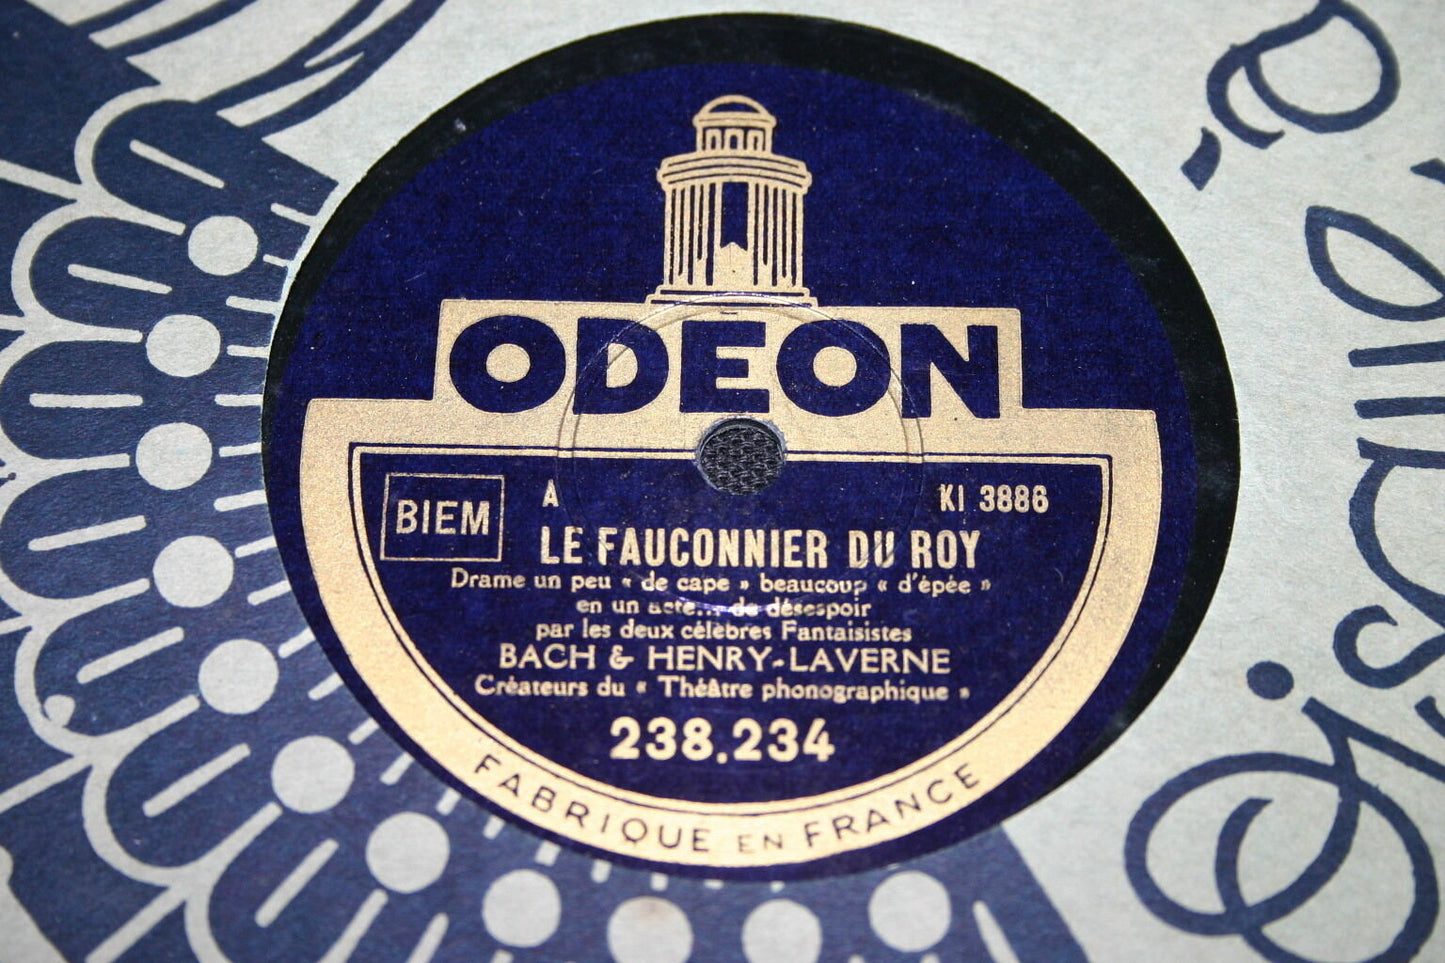 ODEON
BIEM
A
KI 3886
LE FAUCONNIER DU ROY
Drame un peu « de cape » beaucoup « d'épée »
en un acte... de désespoir
par les deux célèbres Fantaisistes
BACH & HENRY-LAVERNE
Créateurs du « Théâtre phonographique »
238.234
FABRIQUE EN FRANCE